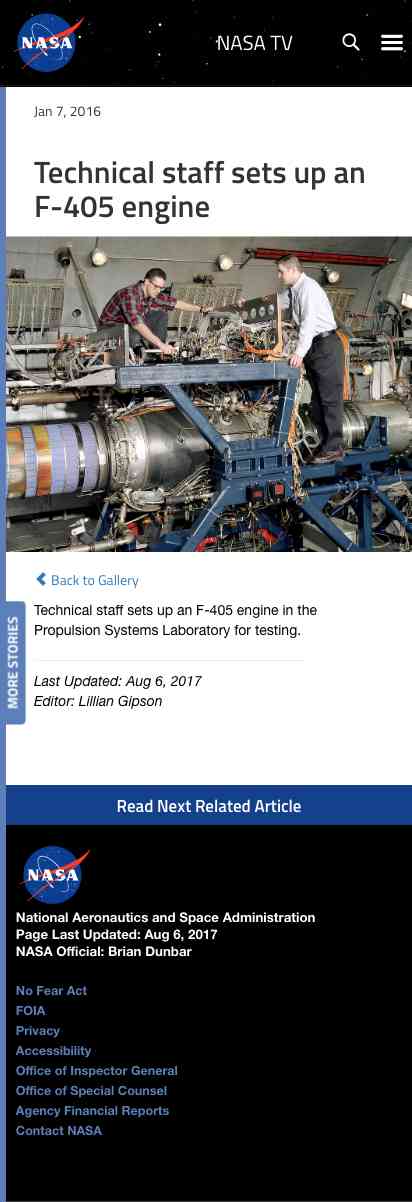 NASA
NASA TV
Jan 7, 2016
Technical staff sets up an
F-405 engine
Back to Gallery
Technical staff sets up an F-405 engine in the
Propulsion Systems Laboratory for testing.
MORE STORIES
Last Updated: Aug 6, 2017
Editor: Lillian Gipson
Read Next Related Article
NASA
National Aeronautics and Space Administration
Page Last Updated: Aug 6, 2017
NASA Official: Brian Dunbar
No Fear Act
FOIA
Privacy
Accessibility
Office of Inspector General
Office of Special Counsel
Agency Financial Reports
Contact NASA